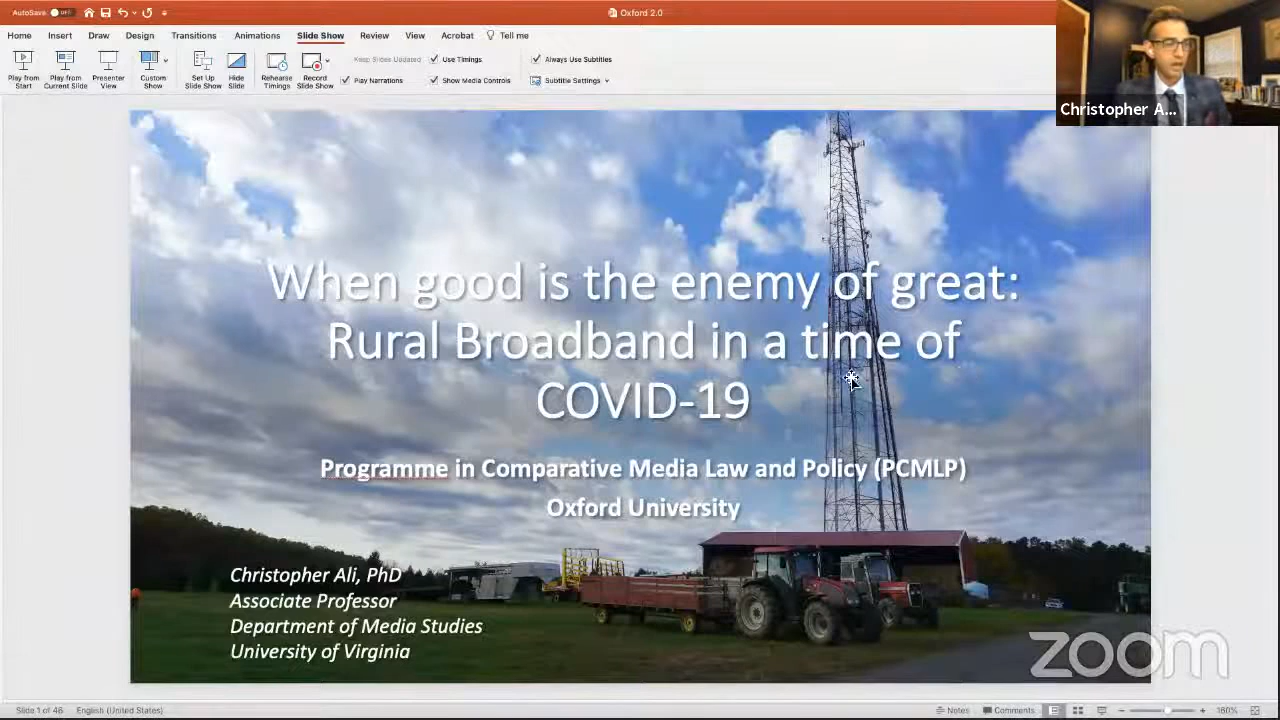 AutoSave OFF
Oxford 2.0
Home Insert Draw Design Transitions Animations Slide Show Review View Acrobat Tell me
Play from Start
Play from Current Slide
Presenter View
Custom Show
Set Up Slide Show
Hide Slide
Rehearse Timings
Record Slide Show
Keep Slides Updated
Use Timings
Play Narrations
Show Media Controls
Always Use Subtitles
Subtitle Settings
Christopher A...
When good is the enemy of great:
Rural Broadband in a time of
COVID-19
Programme in Comparative Media Law and Policy (PCMLP)
Oxford University
Christopher Ali, PhD
Associate Professor
Department of Media Studies
University of Virginia
zoom
Slide 1 of 46 English (United States) Notes Comments 160%